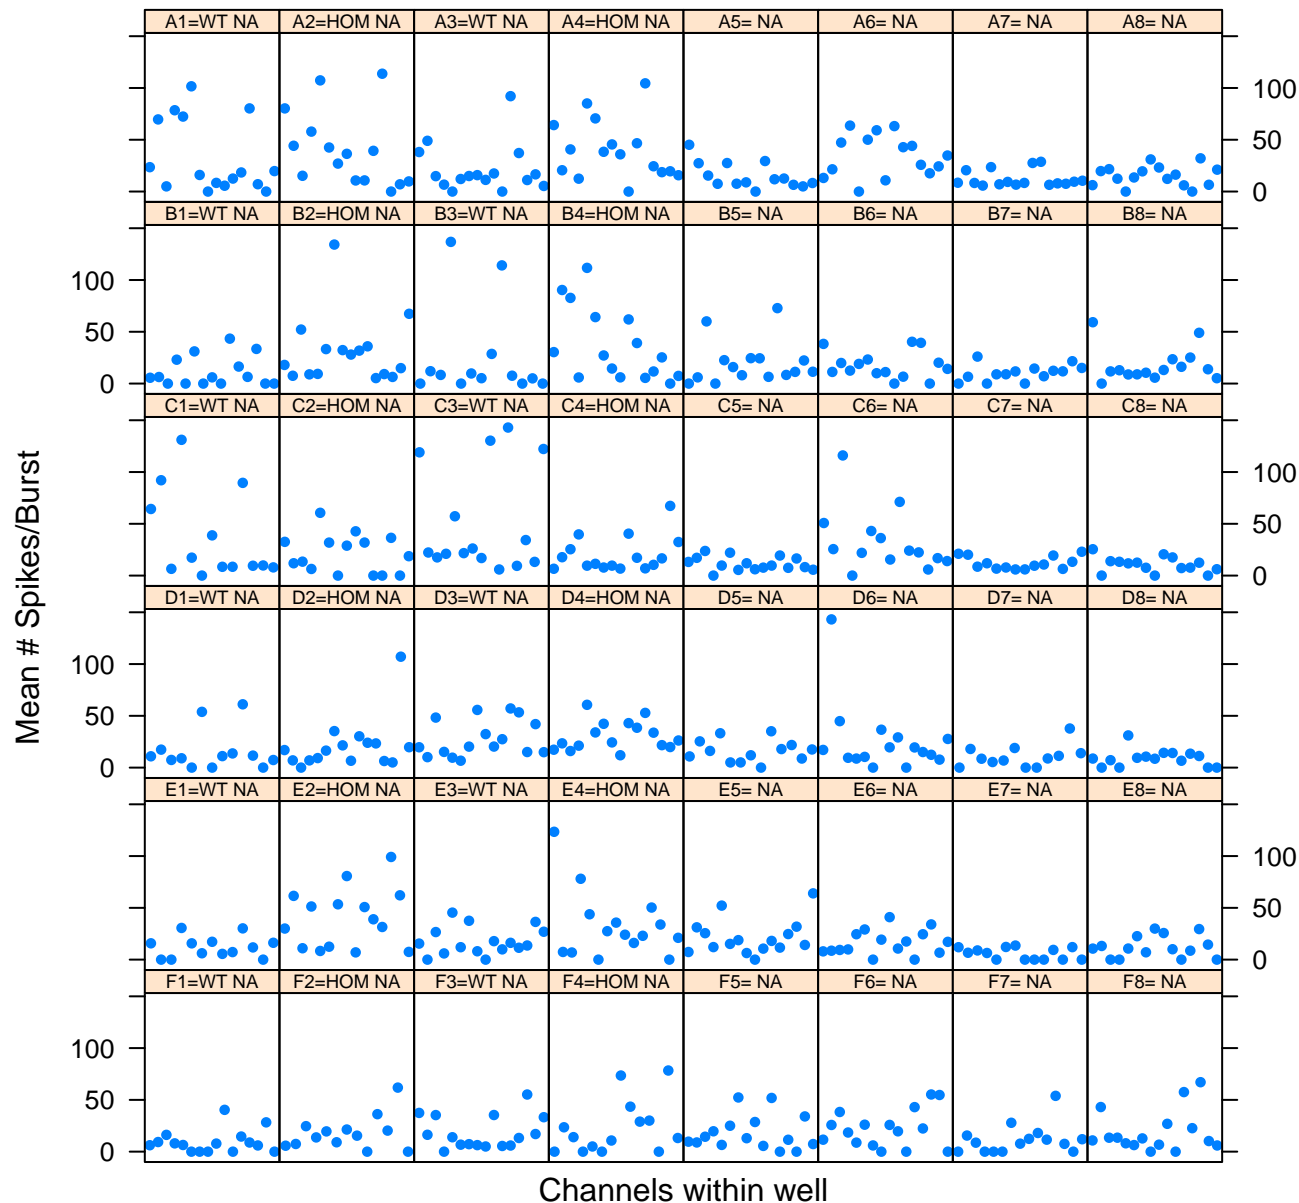 A1=WT NA A2=HOM NA A3=WT NA A4=HOM NA A5= NA A6= NA A7= NA A8= NA
100
50
0
B1=WT NA B2=HOM NA B3=WT NA B4=HOM NA B5= NA B6= NA B7= NA B8= NA
100
50
0
C1=WT NA C2=HOM NA C3=WT NA C4=HOM NA C5= NA C6= NA C7= NA C8= NA
100
50
0
D1=WT NA D2=HOM NA D3=WT NA D4=HOM NA D5= NA D6= NA D7= NA D8= NA
100
50
0
E1=WT NA E2=HOM NA E3=WT NA E4=HOM NA E5= NA E6= NA E7= NA E8= NA
100
50
0
F1=WT NA F2=HOM NA F3=WT NA F4=HOM NA F5= NA F6= NA F7= NA F8= NA
100
50
0
Mean # Spikes/Burst
Channels within well